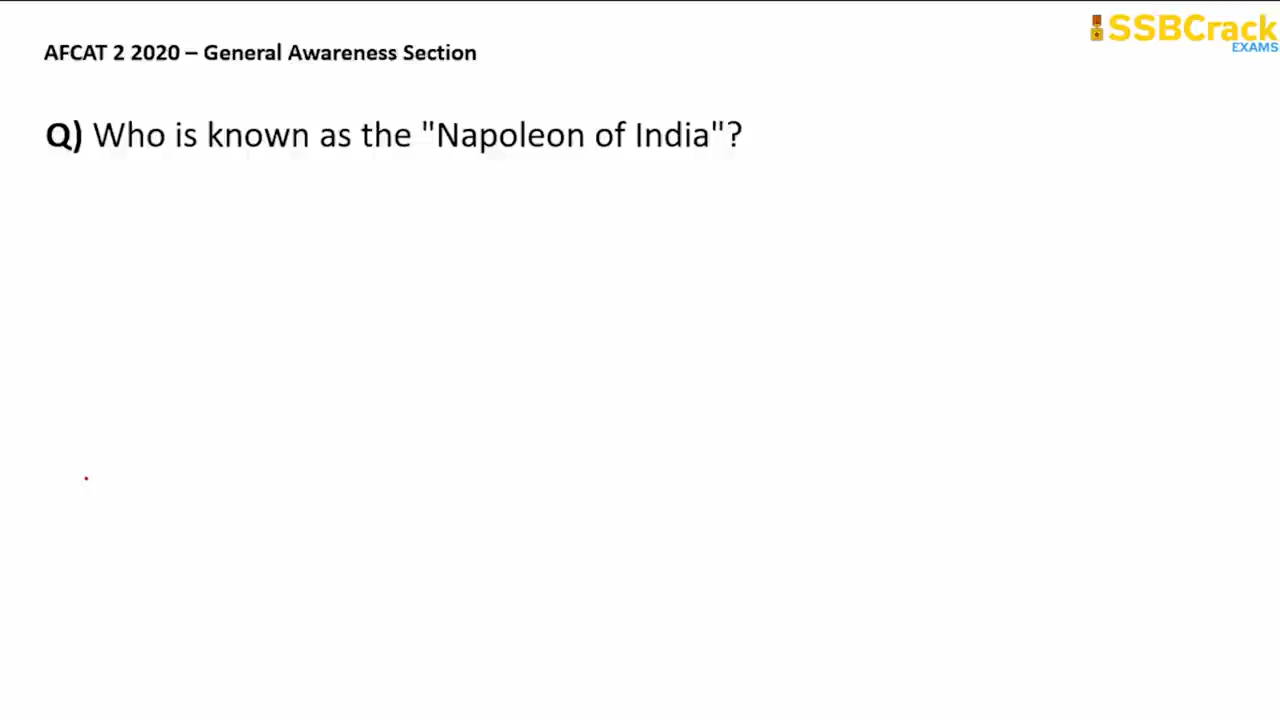 SSBCrack
EXAMS
AFCAT 2 2020 – General Awareness Section
Q) Who is known as the "Napoleon of India"?